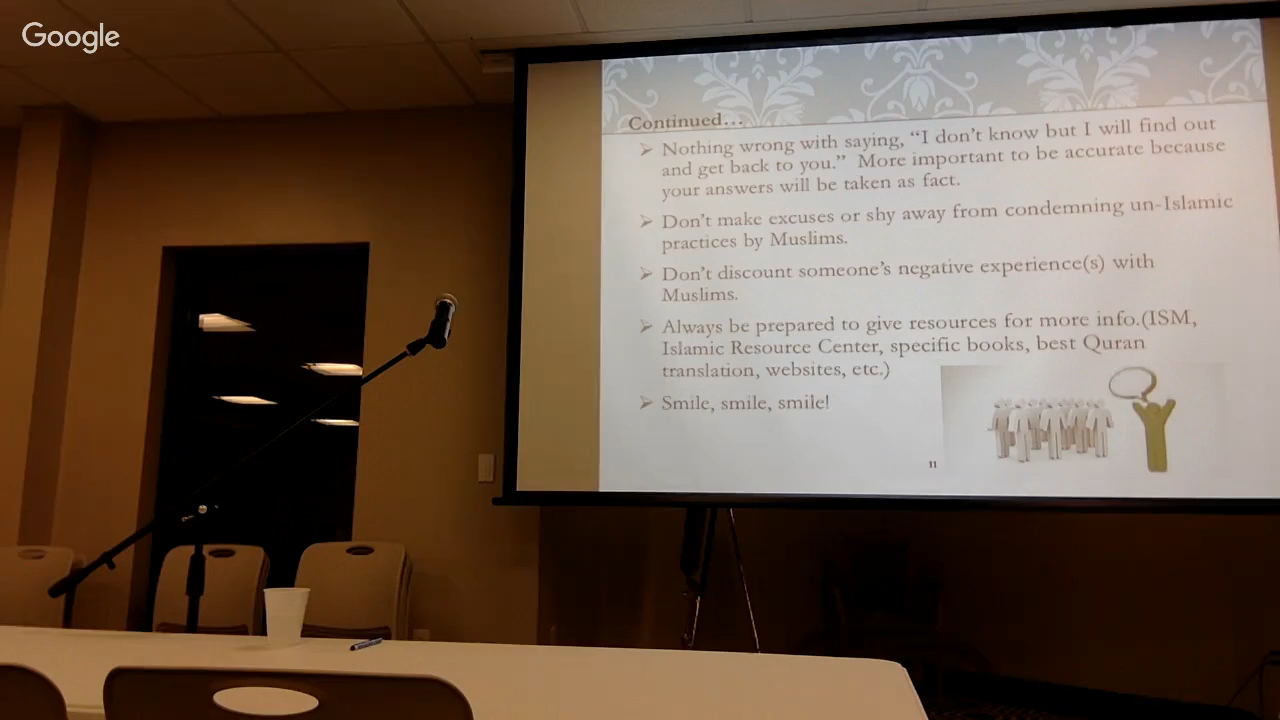 Google
Continued...
Nothing wrong with saying, “I don’t know but I will find out
and get back to you.” More important to be accurate because
your answers will be taken as fact.
Don’t make excuses or shy away from condemning un-Islamic
practices by Muslims.
Don’t discount someone’s negative experience(s) with
Muslims.
Always be prepared to give resources for more info.(ISM,
Islamic Resource Center, specific books, best Quran
translation, websites, etc.)
Smile, smile, smile!
11